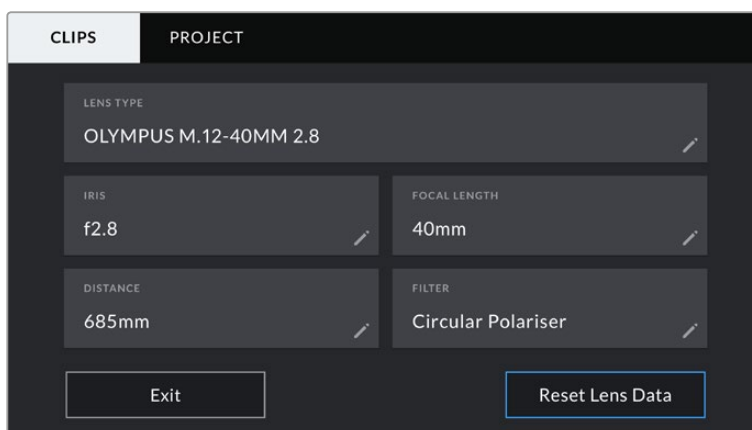 CLIPS PROJECT
LENS TYPE
OLYMPUS M.12-40MM 2.8
IRIS
f2.8
FOCAL LENGTH
40mm
DISTANCE
685mm
FILTER
Circular Polariser
Exit
Reset Lens Data